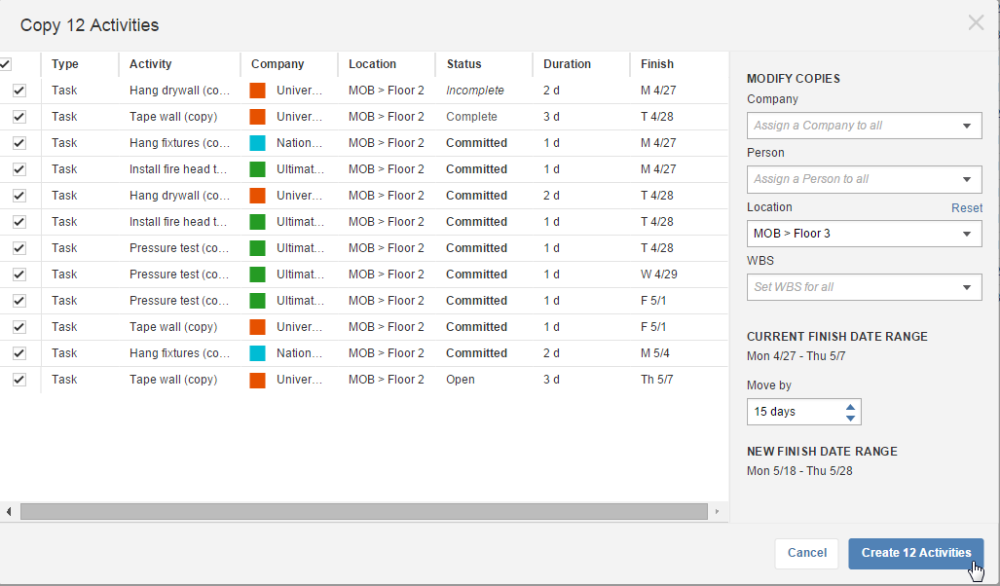 Copy 12 Activities
Type Activity Company Location Status Duration Finish
Task Hang drywall (co... Univer... MOB > Floor 2 Incomplete 2 d M 4/27
Task Tape wall (copy) Univer... MOB > Floor 2 Complete 3 d T 4/28
Task Hang fixtures (co... Nation... MOB > Floor 2 Committed 1 d M 4/27
Task Install fire head t... Ultimat... MOB > Floor 2 Committed 1 d M 4/27
Task Hang drywall (co... Univer... MOB > Floor 2 Committed 2 d T 4/28
Task Install fire head t... Ultimat... MOB > Floor 2 Committed 1 d T 4/28
Task Pressure test (co... Ultimat... MOB > Floor 2 Committed 1 d T 4/28
Task Pressure test (co... Ultimat... MOB > Floor 2 Committed 1 d W 4/29
Task Pressure test (co... Ultimat... MOB > Floor 2 Committed 1 d F 5/1
Task Tape wall (copy) Univer... MOB > Floor 2 Committed 1 d F 5/1
Task Hang fixtures (co... Nation... MOB > Floor 2 Committed 2 d M 5/4
Task Tape wall (copy) Univer... MOB > Floor 2 Open 3 d Th 5/7
MODIFY COPIES
Company
Assign a Company to all
Person
Assign a Person to all
Location Reset
MOB > Floor 3
WBS
Set WBS for all
CURRENT FINISH DATE RANGE
Mon 4/27 - Thu 5/7
Move by
15 days
NEW FINISH DATE RANGE
Mon 5/18 - Thu 5/28
Cancel Create 12 Activities